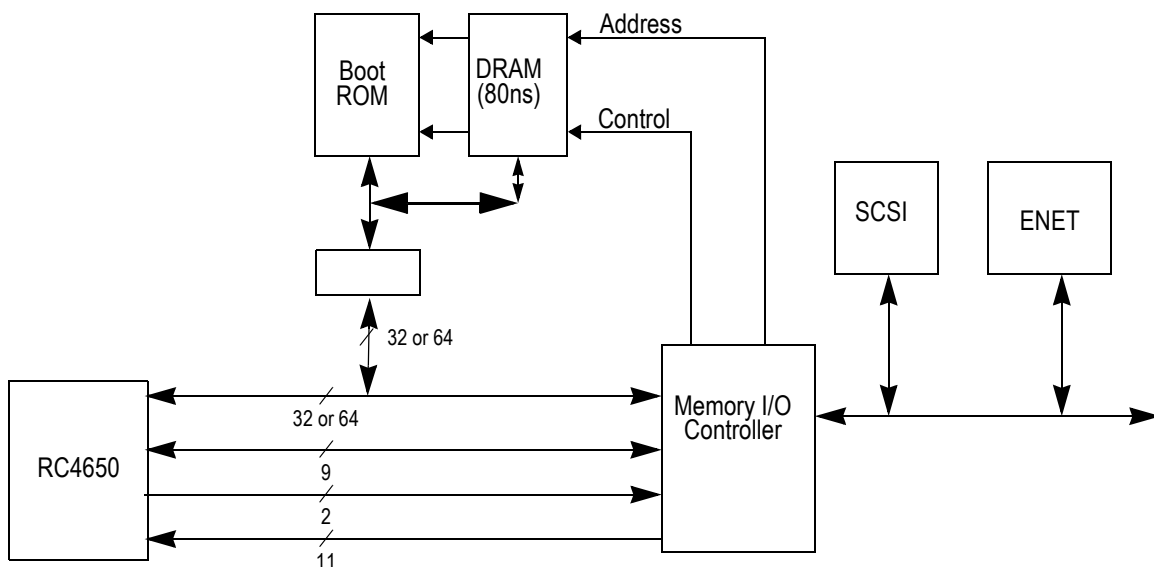 Address
Boot
ROM
DRAM
(80ns)
Control
SCSI
ENET
32 or 64
32 or 64
Memory I/O
Controller
RC4650
9
2
11